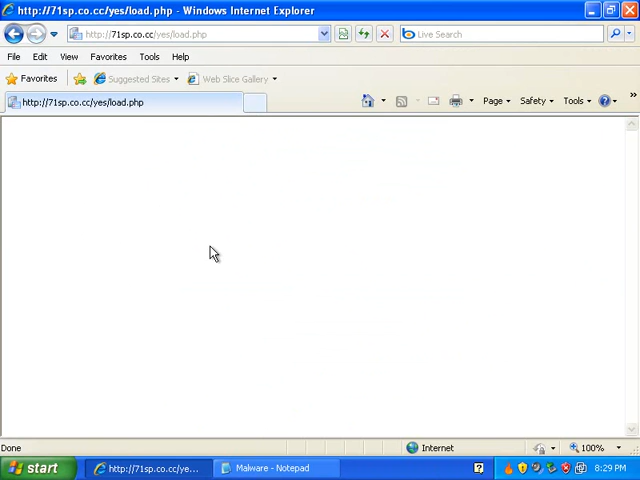 http://71sp.co.cc/yes/load.php - Windows Internet Explorer
http://71sp.co.cc/yes/load.php
Live Search
File Edit View Favorites Tools Help
Favorites Suggested Sites Web Slice Gallery
http://71sp.co.cc/yes/load.php
Page Safety Tools
Done Internet 100%
start http://71sp.co.cc/ye... Malware - Notepad 8:29 PM